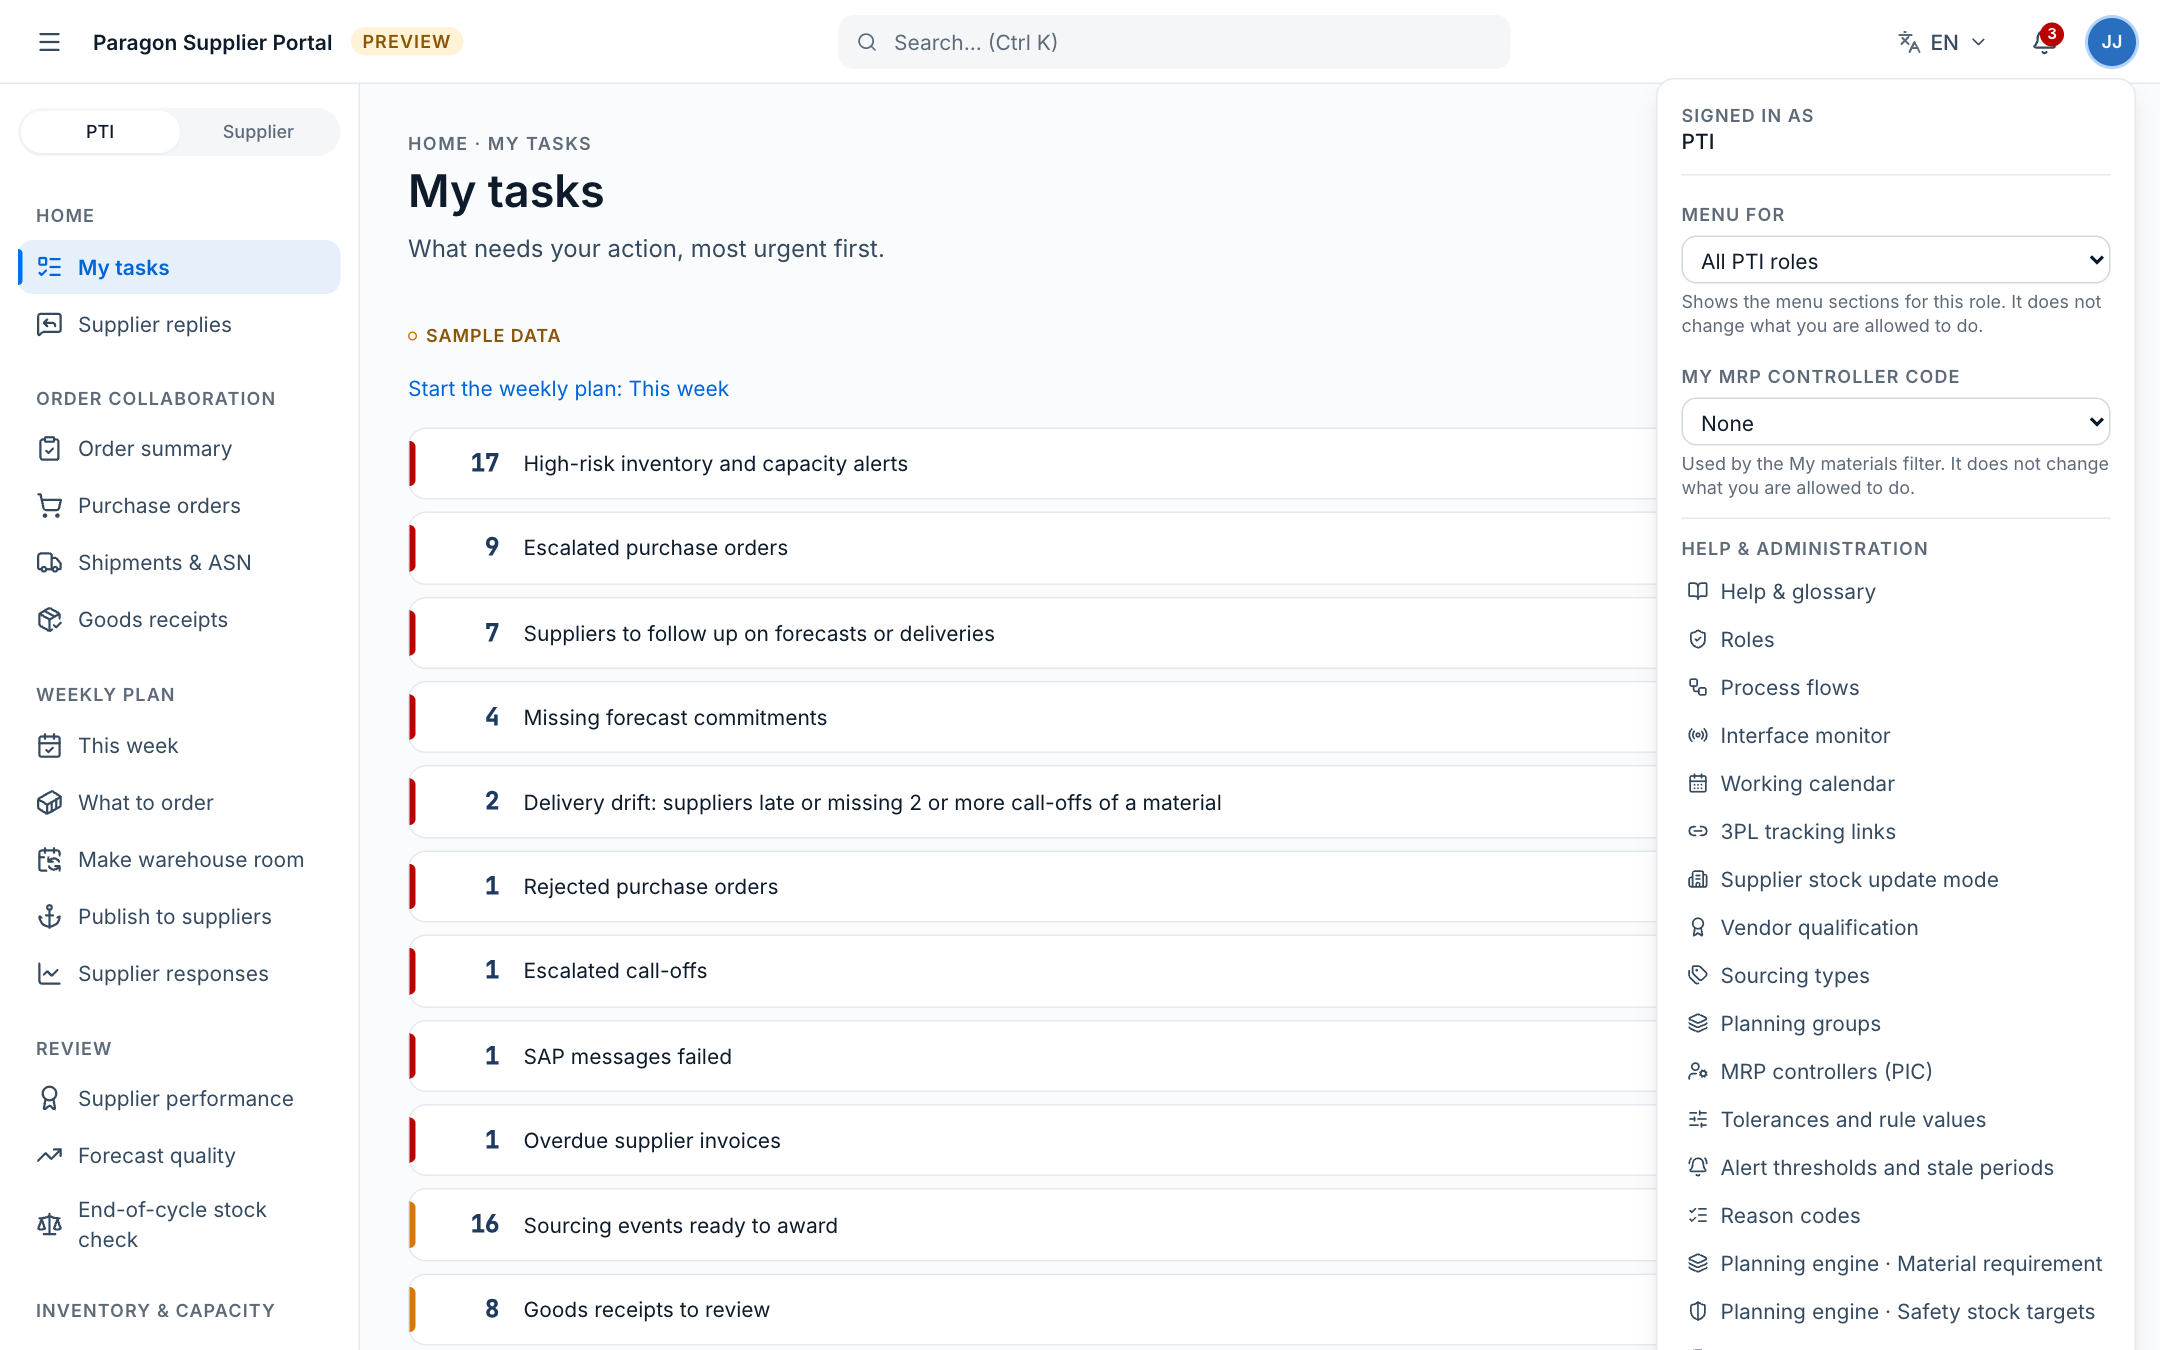 Paragon Supplier Portal
PREVIEW
Search... (Ctrl K)
EN
3
JJ
PTI
Supplier
HOME
My tasks
Supplier replies
ORDER COLLABORATION
Order summary
Purchase orders
Shipments & ASN
Goods receipts
WEEKLY PLAN
This week
What to order
Make warehouse room
Publish to suppliers
Supplier responses
REVIEW
Supplier performance
Forecast quality
End-of-cycle stock
check
INVENTORY & CAPACITY
HOME · MY TASKS
My tasks
What needs your action, most urgent first.
SAMPLE DATA
Start the weekly plan: This week
17 High-risk inventory and capacity alerts
9 Escalated purchase orders
7 Suppliers to follow up on forecasts or deliveries
4 Missing forecast commitments
2 Delivery drift: suppliers late or missing 2 or more call-offs of a material
1 Rejected purchase orders
1 Escalated call-offs
1 SAP messages failed
1 Overdue supplier invoices
16 Sourcing events ready to award
8 Goods receipts to review
SIGNED IN AS
PTI
MENU FOR
All PTI roles
Shows the menu sections for this role. It does not
change what you are allowed to do.
MY MRP CONTROLLER CODE
None
Used by the My materials filter. It does not change
what you are allowed to do.
HELP & ADMINISTRATION
Help & glossary
Roles
Process flows
Interface monitor
Working calendar
3PL tracking links
Supplier stock update mode
Vendor qualification
Sourcing types
Planning groups
MRP controllers (PIC)
Tolerances and rule values
Alert thresholds and stale periods
Reason codes
Planning engine · Material requirement
Planning engine · Safety stock targets